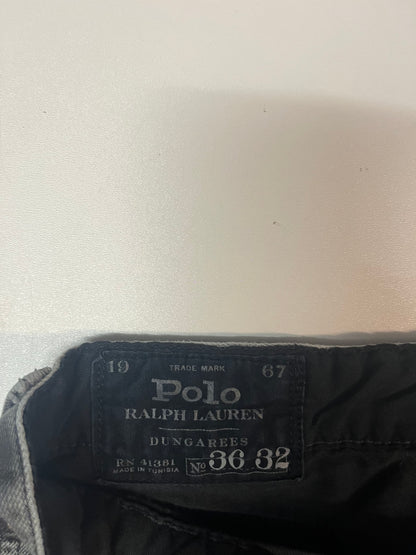 19 TRADE MARK 67
Polo
RALPH LAUREN
DUNGAREES
RN 41381 No 36 32
MADE IN TUNISIA